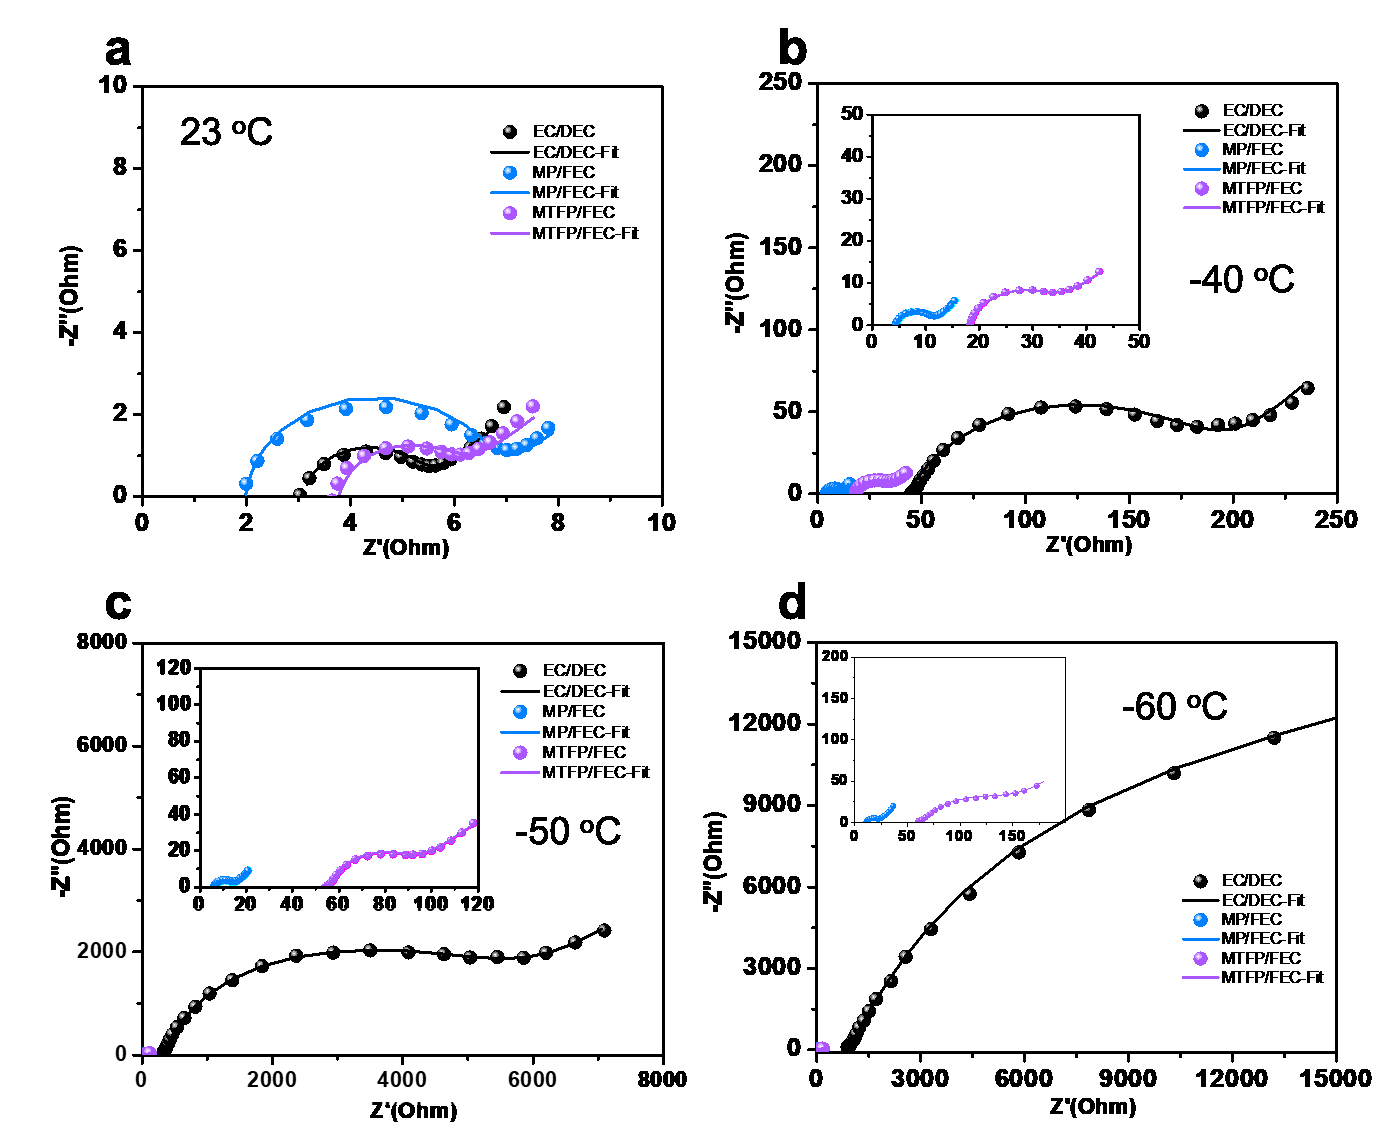 a
10
8
6
4
2
0
-Z''(Ohm)
23 °C
EC/DEC
EC/DEC-Fit
MP/FEC
MP/FEC-Fit
MTFP/FEC
MTFP/FEC-Fit
0 2 4 6 8 10
Z'(Ohm)
b
250
200
150
100
50
0
-Z''(Ohm)
50
40
30
20
10
0
0 10 20 30 40 50
EC/DEC
EC/DEC-Fit
MP/FEC
MP/FEC-Fit
MTFP/FEC
MTFP/FEC-Fit
-40 °C
0 50 100 150 200 250
Z'(Ohm)
c
8000
6000
4000
2000
0
-Z''(Ohm)
120
100
80
60
40
20
0
0 20 40 60 80 100 120
EC/DEC
EC/DEC-Fit
MP/FEC
MP/FEC-Fit
MTFP/FEC
MTFP/FEC-Fit
-50 °C
0 2000 4000 6000 8000
Z'(Ohm)
d
15000
12000
9000
6000
3000
0
-Z''(Ohm)
200
150
100
50
0
0 50 100 150
-60 °C
EC/DEC
EC/DEC-Fit
MP/FEC
MP/FEC-Fit
MTFP/FEC
MTFP/FEC-Fit
0 3000 6000 9000 12000 15000
Z'(Ohm)